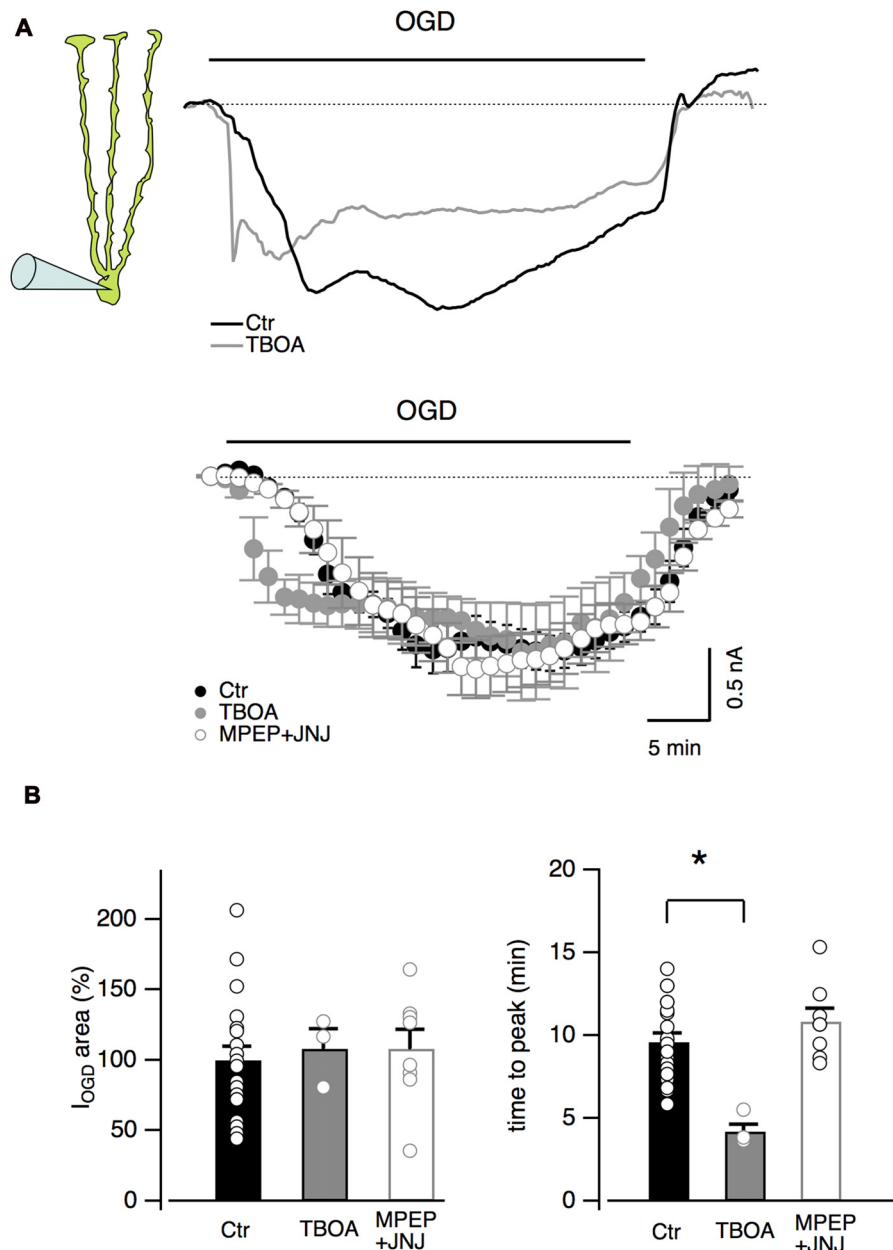 A
OGD
Ctr
TBOA
OGD
Ctr
TBOA
MPEP+JNJ
0.5 nA
5 min
B
I_OGD area (%)
200
150
100
50
0
Ctr
TBOA
MPEP
+JNJ
*
time to peak (min)
20
15
10
5
0
Ctr
TBOA
MPEP
+JNJ